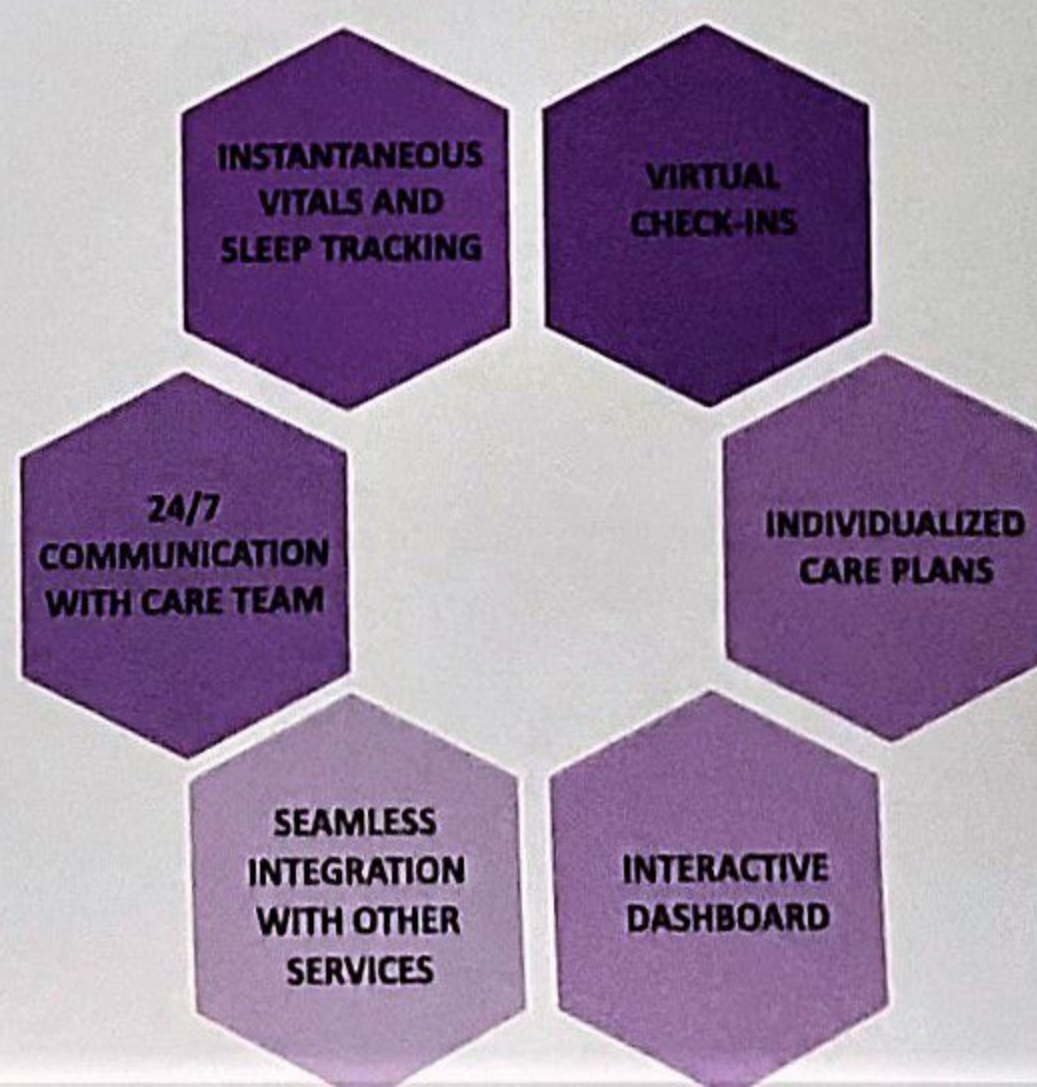 INSTANTANEOUS
VITALS AND
SLEEP TRACKING
VIRTUAL
CHECK-INS
24/7
COMMUNICATION
WITH CARE TEAM
INDIVIDUALIZED
CARE PLANS
SEAMLESS
INTEGRATION
WITH OTHER
SERVICES
INTERACTIVE
DASHBOARD